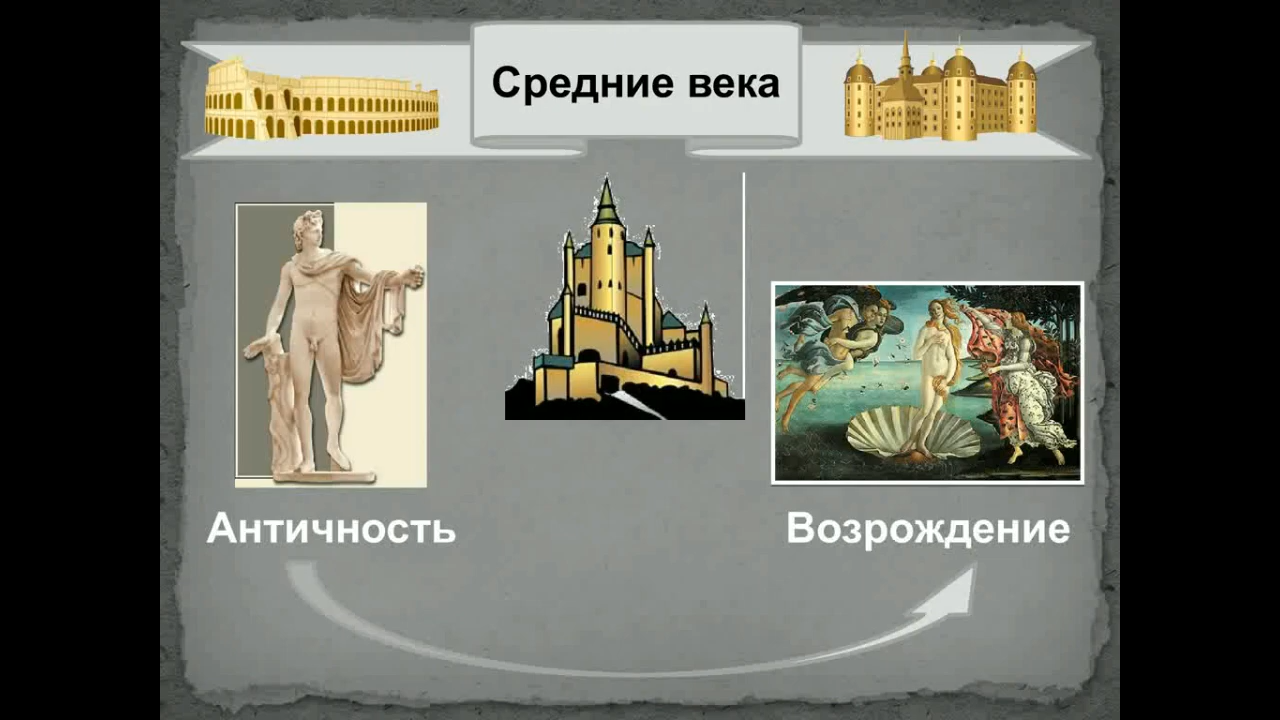 Средние века
Античность
Возрождение